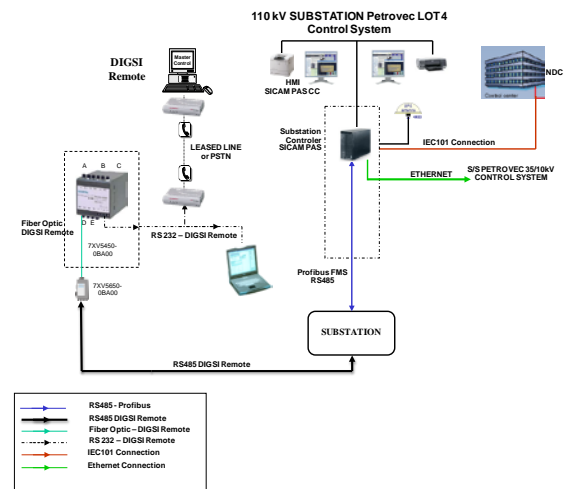 110 kV SUBSTATION Petrovec LOT4
Control System
DIGSI
Remote
Master
Control
HMI
SICAM PAS CC
NDC
Control center
LEASED LINE
or PSTN
Substation
Controler
SICAM PAS
IEC101 Connection
ETHERNET
S/S PETROVEC 35/10kV
CONTROL SYSTEM
A B C
D E
Fiber Optic
DIGSI Remote
7XV5450-
0BA00
RS 232 – DIGSI Remote
7XV5650-
0BA00
Profibus FMS
RS485
SUBSTATION
RS485 DIGSI Remote
RS485 - Profibus
RS485 DIGSI Remote
Fiber Optic – DIGSI Remote
RS 232 – DIGSI Remote
IEC101 Connection
Ethernet Connection